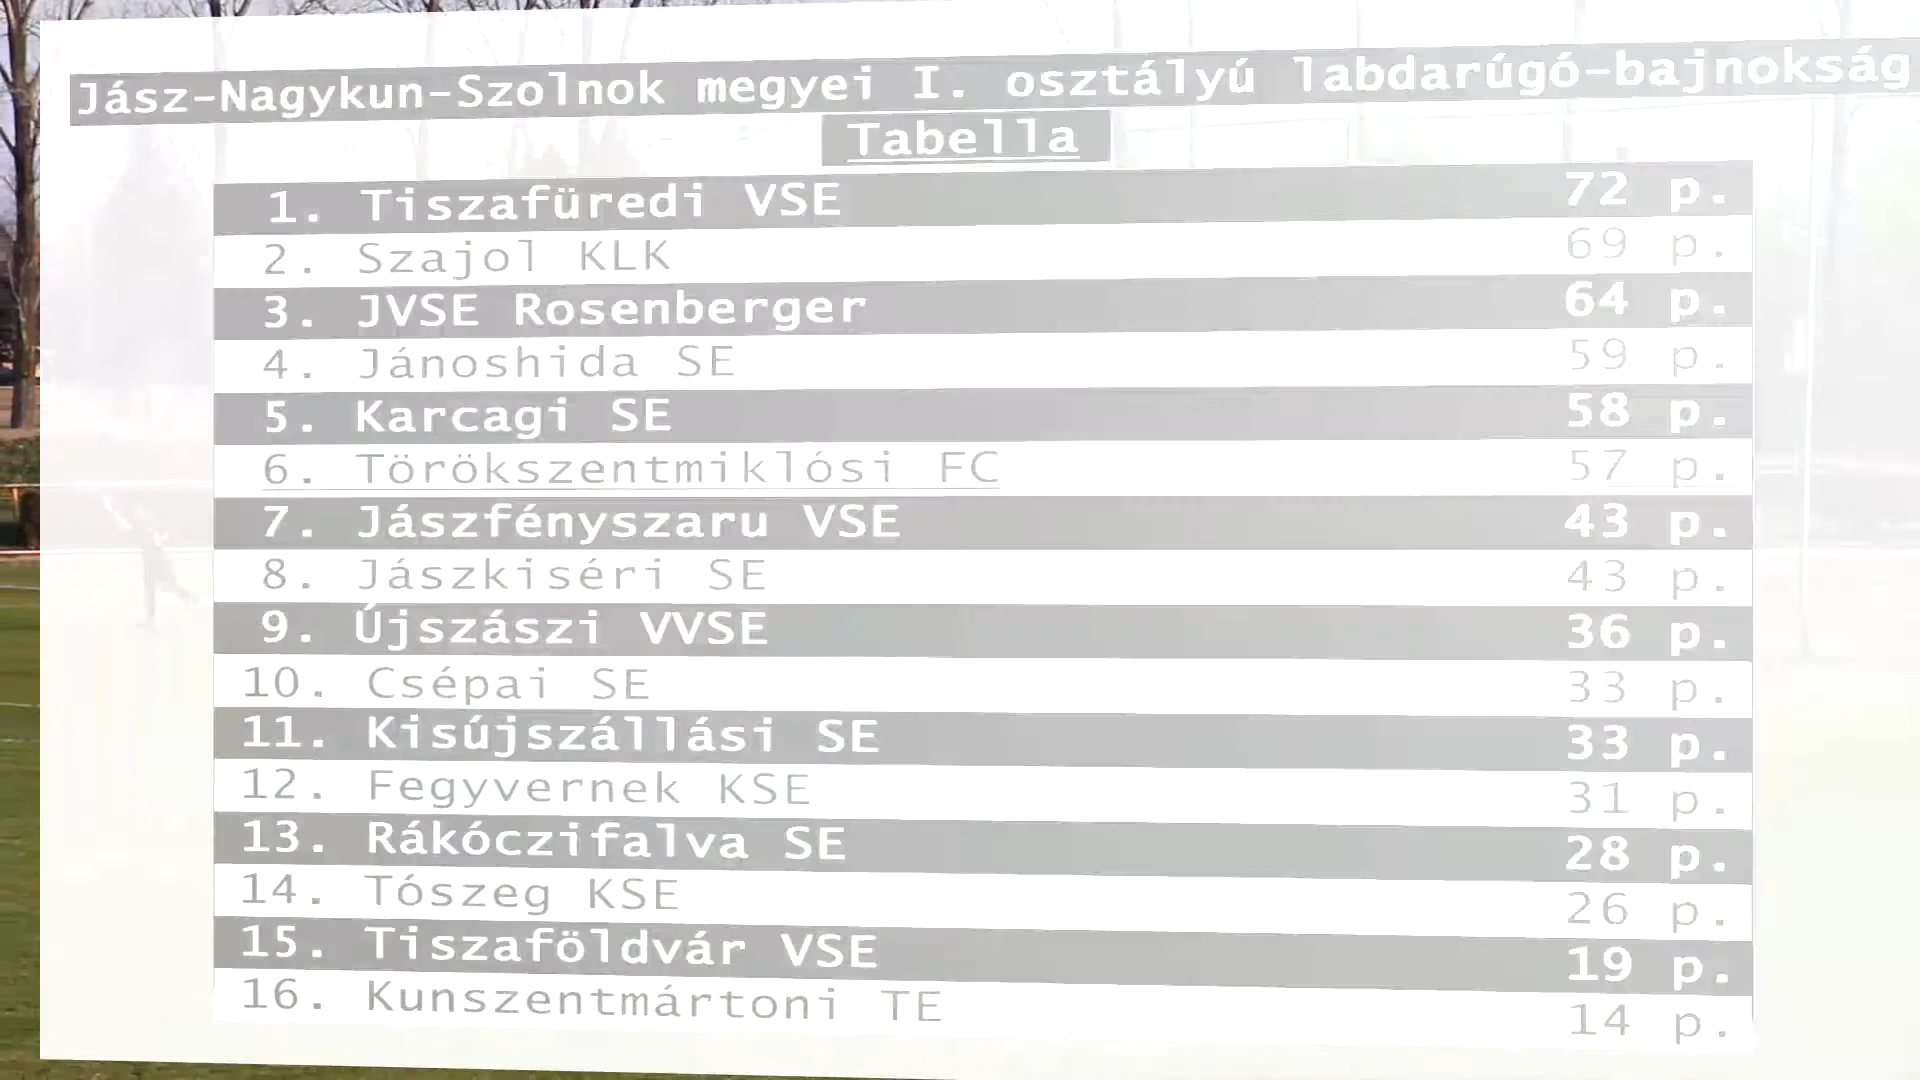 Jász-Nagykun-Szolnok megyei I. osztályú labdarúgó-bajnokság
Tabella
1. Tiszafüredi VSE 72 p.
2. Szajol KLK 69 p.
3. JVSE Rosenberger 64 p.
4. Jánoshida SE 59 p.
5. Karcagi SE 58 p.
6. Törökszentmiklósi FC 57 p.
7. Jászfényszaru VSE 43 p.
8. Jászkiséri SE 43 p.
9. Újszászi VVSE 36 p.
10. Csépai SE 33 p.
11. Kisújszállási SE 33 p.
12. Fegyvernek KSE 31 p.
13. Rákóczifalva SE 28 p.
14. Tószeg KSE 26 p.
15. Tiszaföldvár VSE 19 p.
16. Kunszentmártoni TE 14 p.